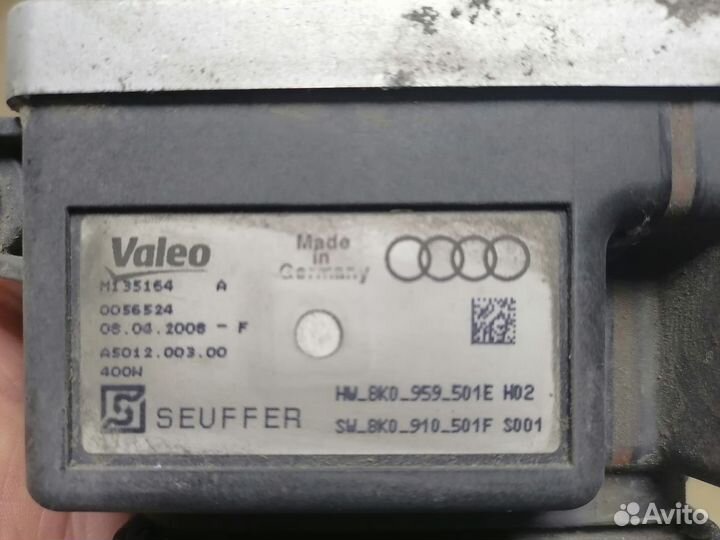 Valeo
Made
in
Germany
M135164 A
0056524
08.04.2008 - F
A5012.003.00
400W
SEUFFER
HW_8K0_959_501E H02
SW_8K0_910_501F S001
Avito